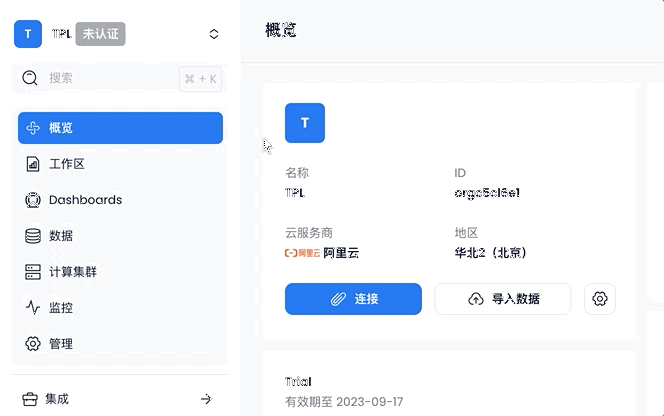 T TPL 未认证
搜索 ⌘ + K
概览
工作区
Dashboards
数据
计算集群
监控
管理
集成
概览
T
名称 ID
TPL
云服务商 地区
阿里云 阿里云 华北2（北京）
连接 导入数据
Trial
有效期至 2023-09-17